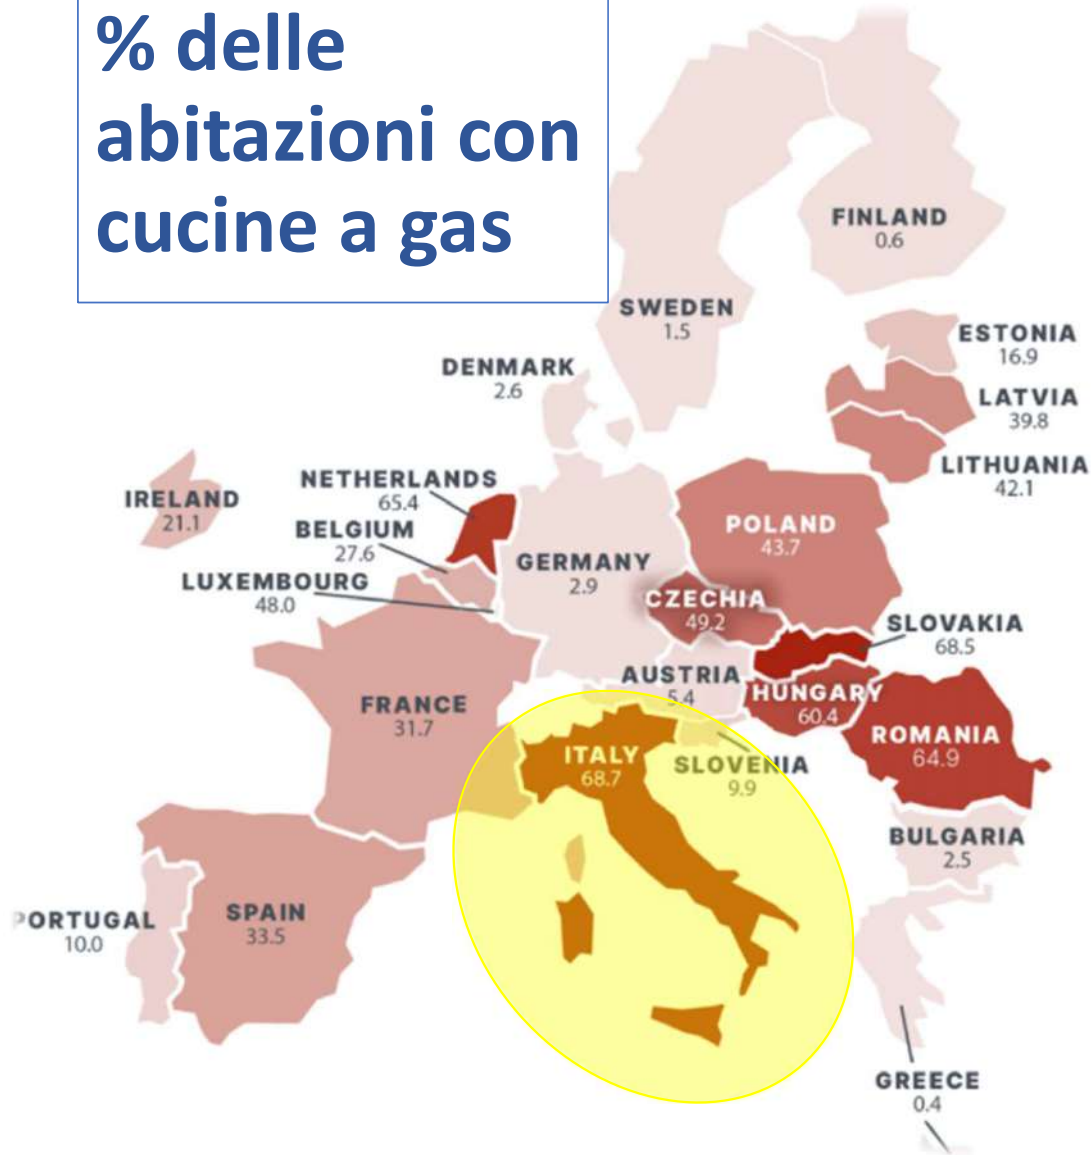 % delle
abitazioni con
cucine a gas
FINLAND
0.6
SWEDEN
1.5
ESTONIA
16.9
DENMARK
2.6
LATVIA
39.8
LITHUANIA
42.1
NETHERLANDS
65.4
IRELAND
21.1
BELGIUM
27.6
POLAND
43.7
GERMANY
2.9
LUXEMBOURG
48.0
CZECHIA
49.2
SLOVAKIA
68.5
AUSTRIA
5.4
HUNGARY
60.4
FRANCE
31.7
ROMANIA
64.9
ITALY
68.7
SLOVENIA
9.9
BULGARIA
2.5
PORTUGAL
10.0
SPAIN
33.5
GREECE
0.4